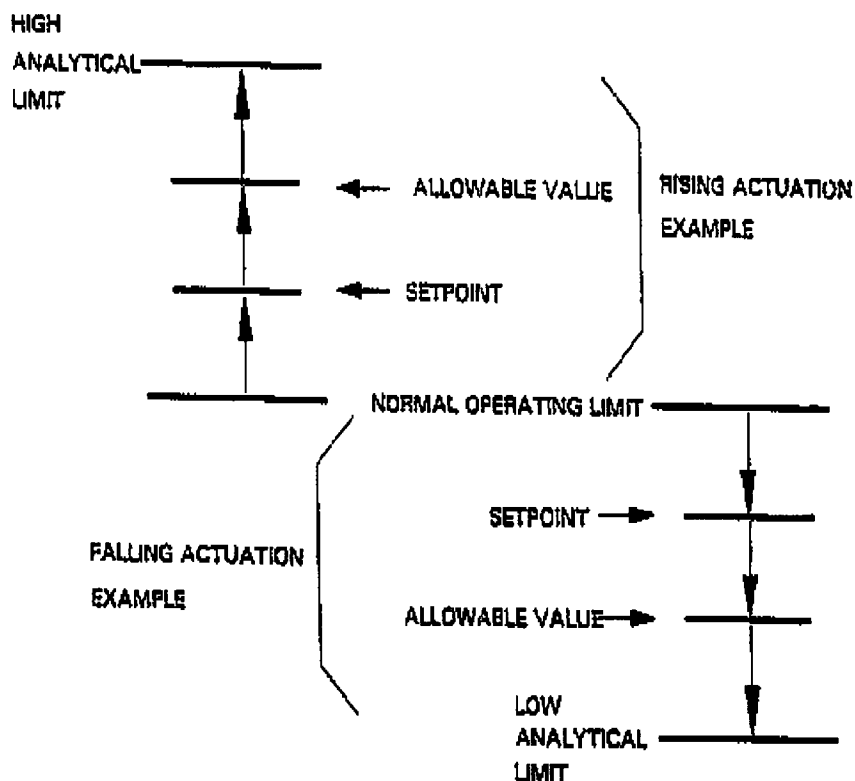 HIGH
ANALYTICAL
LIMIT
ALLOWABLE VALUE
RISING ACTUATION
EXAMPLE
SETPOINT
NORMAL OPERATING LIMIT
SETPOINT
FALLING ACTUATION
EXAMPLE
ALLOWABLE VALUE
LOW
ANALYTICAL
LIMIT